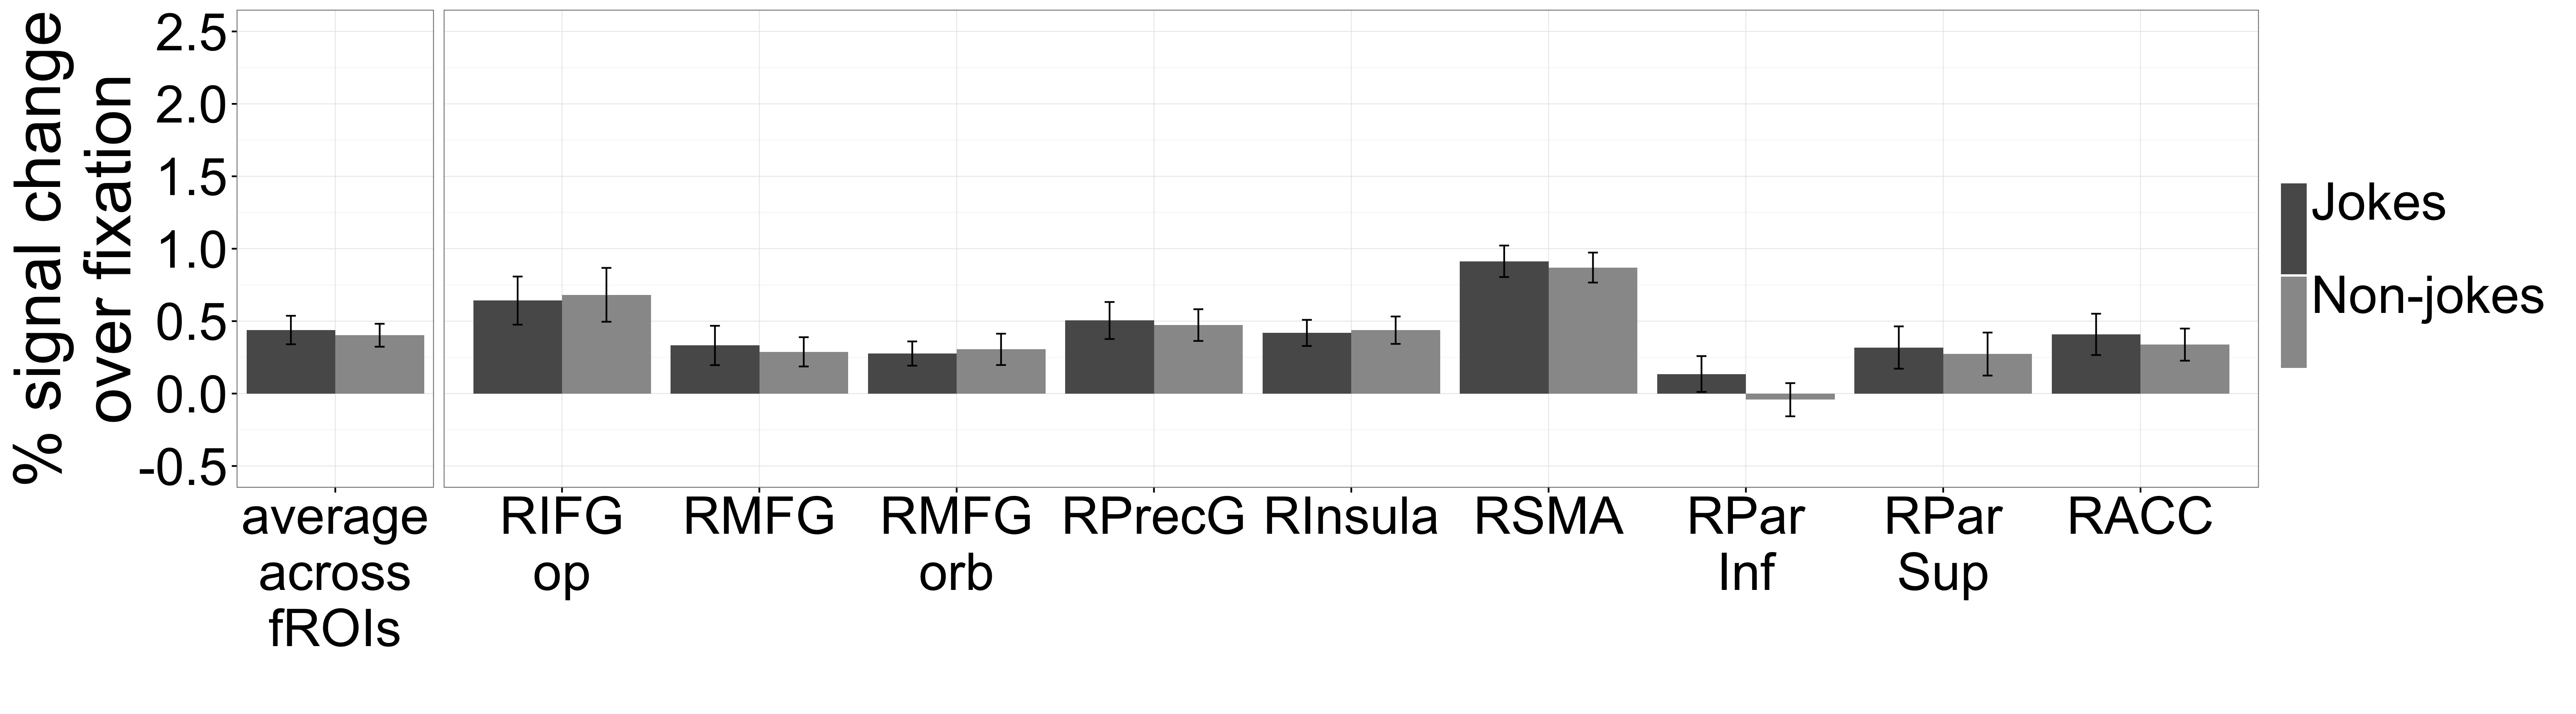 % signal change
over fixation
2.5
2.0
1.5
1.0
0.5
0.0
-0.5
average
across
fROIs
RIFG
op
RMFG
RMFG
orb
RPrecG
RInsula
RSMA
RPar
Inf
RPar
Sup
RACC
Jokes
Non-jokes